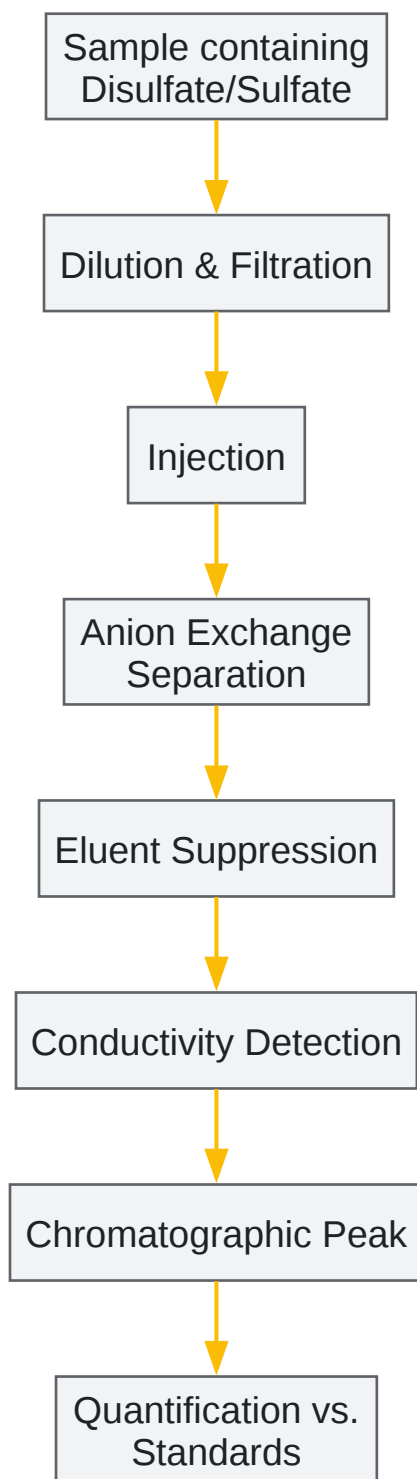 Sample containing
Disulfate/Sulfate
Dilution & Filtration
Injection
Anion Exchange
Separation
Eluent Suppression
Conductivity Detection
Chromatographic Peak
Quantification vs.
Standards